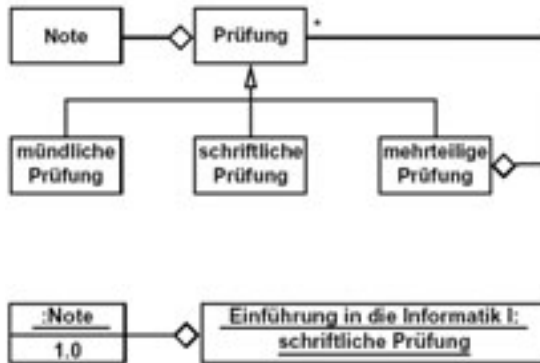 Note
Prüfung
*
mündliche
Prüfung
schriftliche
Prüfung
mehrteilige
Prüfung
:Note
1.0
Einführung in die Informatik I:
schriftliche Prüfung